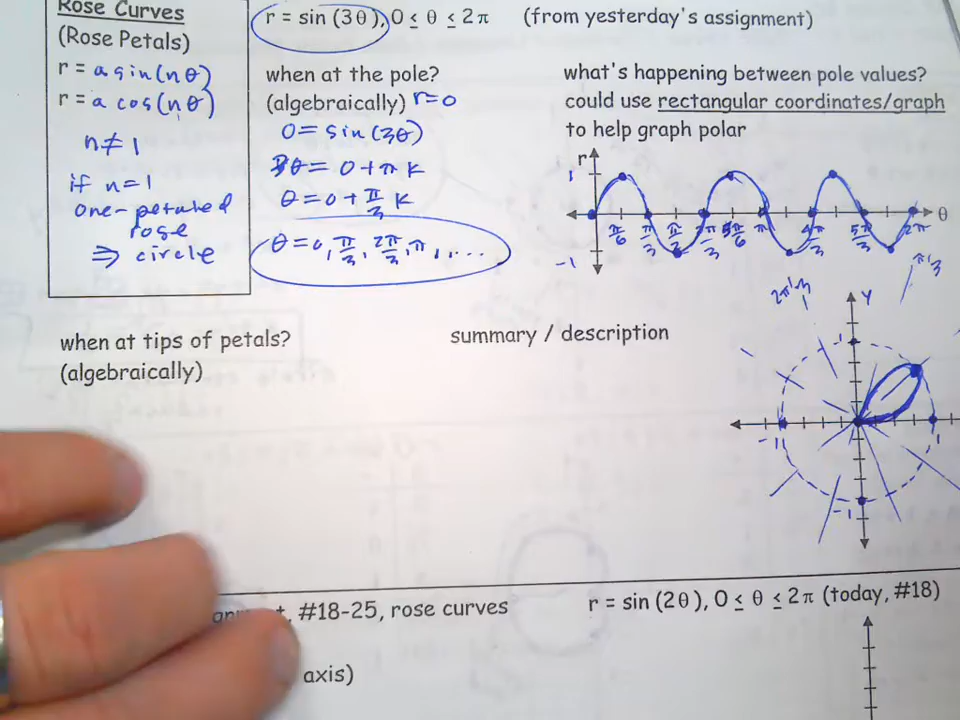 Rose Curves
(Rose Petals)
r = a sin(nθ)
r = a cos(nθ)
n ≠ 1
if n=1
one-petaled
rose
⇒ circle
r = sin (3θ), 0 ≤ θ ≤ 2π (from yesterday's assignment)
when at the pole?
(algebraically) r=0
0 = sin(3θ)
3θ = 0 + π k
θ = 0 + π/3 k
θ = 0, π/3, 2π/3, π, , ....
what's happening between pole values?
could use rectangular coordinates/graph
to help graph polar
r
1
θ
π/6 π/3 π/2 2π/3 5π/6 π 4π/3 5π/3 2π
-1
2π/3 π/3
when at tips of petals?
(algebraically)
summary / description
Y
1
-1 1
-1
#18-25, rose curves
axis)
r = sin (2θ), 0 ≤ θ ≤ 2π (today, #18)